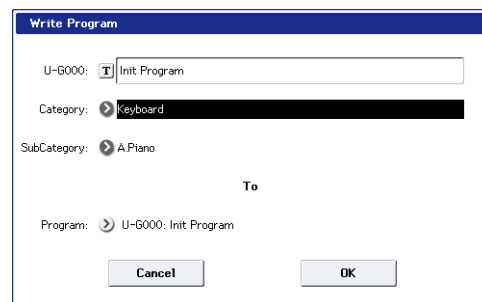 Write Program
U-G000: T Init Program
Category: Keyboard
SubCategory: A.Piano
To
Program: U-G000: Init Program
Cancel OK